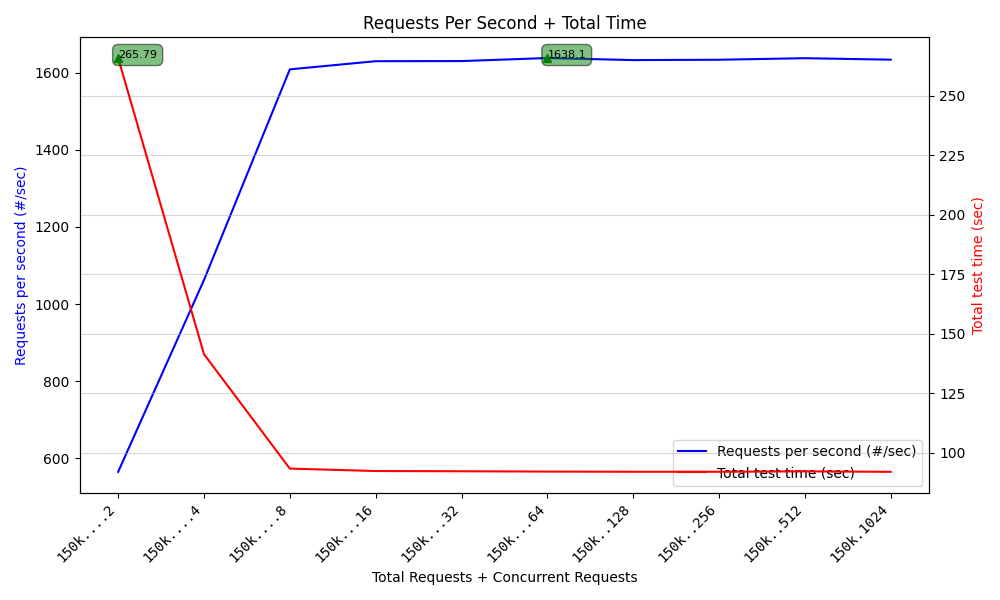 Requests Per Second + Total Time
265.79
1638.1
1600
1400
1200
1000
800
600
Requests per second (#/sec)
250
225
200
175
150
125
100
Total test time (sec)
Requests per second (#/sec)
Total test time (sec)
150k....2
150k....4
150k....8
150k...16
150k...32
150k...64
150k..128
150k..256
150k..512
150k.1024
Total Requests + Concurrent Requests